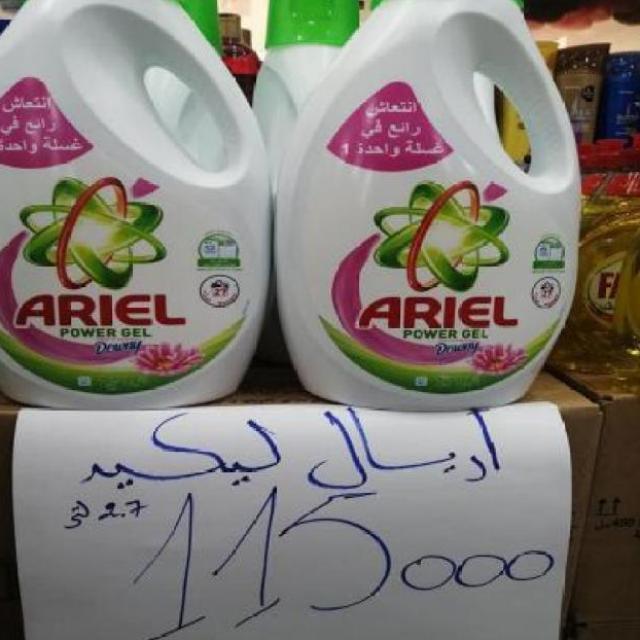 انتعاش
رائع في
غسلة واحدة
ARIEL
POWER GEL
Downy
انتعاش
رائع في
غسلة واحدة 1
ARIEL
POWER GEL
Downy
اريال ليكيد
2.7
115000